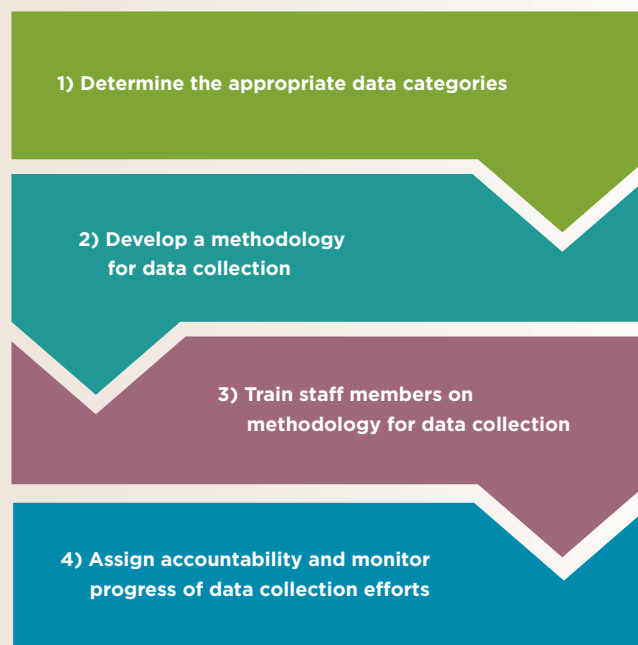 1) Determine the appropriate data categories
2) Develop a methodology
for data collection
3) Train staff members on
methodology for data collection
4) Assign accountability and monitor
progress of data collection efforts